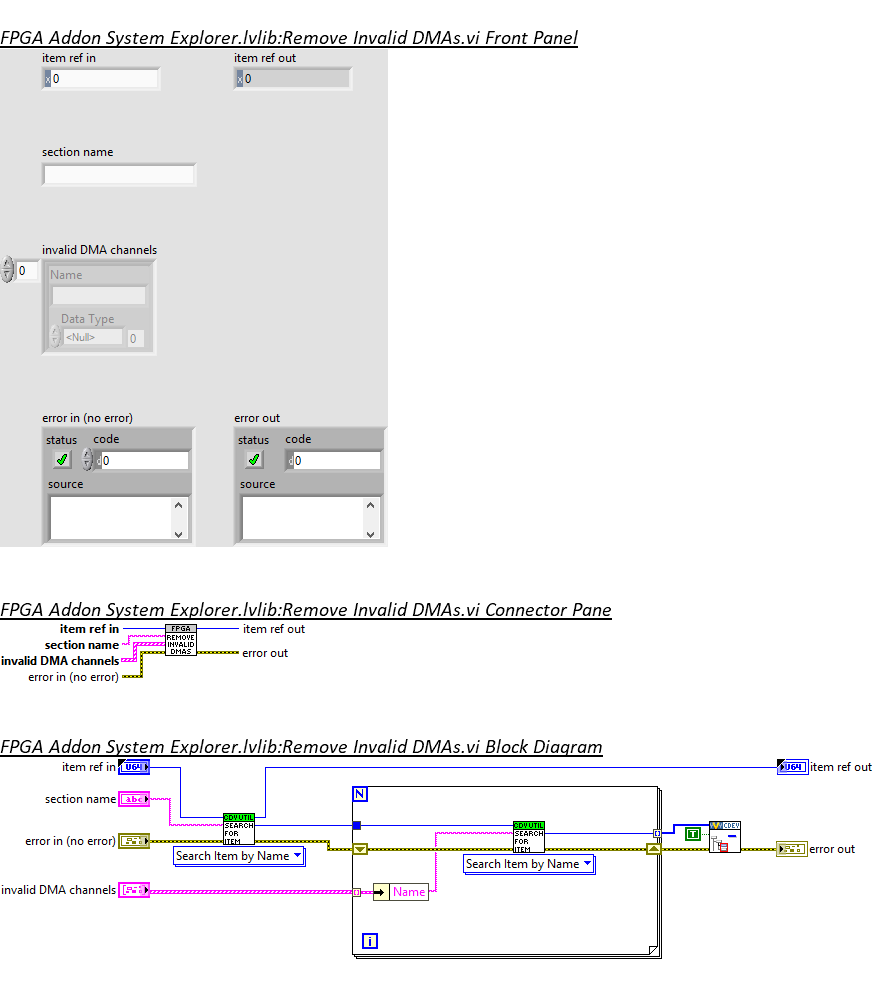 FPGA Addon System Explorer.lvlib:Remove Invalid DMAs.vi Front Panel
item ref in
item ref out
x 0
x 0
section name
invalid DMA channels
0
Name
Data Type
<Null>
0
error in (no error)
error out
status
code
status
code
d0
d0
source
source
FPGA Addon System Explorer.lvlib:Remove Invalid DMAs.vi Connector Pane
item ref in
FPGA
REMOVE
INVALID
DMAS
item ref out
section name
invalid DMA channels
error out
error in (no error)
FPGA Addon System Explorer.lvlib:Remove Invalid DMAs.vi Block Diagram
item ref in
U64
U64
item ref out
N
section name
abc
CDV UTIL
SEARCH
FOR
ITEM
CDV UTIL
SEARCH
FOR
ITEM
T
CDEV
error in (no error)
error out
Search Item by Name
Search Item by Name
invalid DMA channels
Name
i